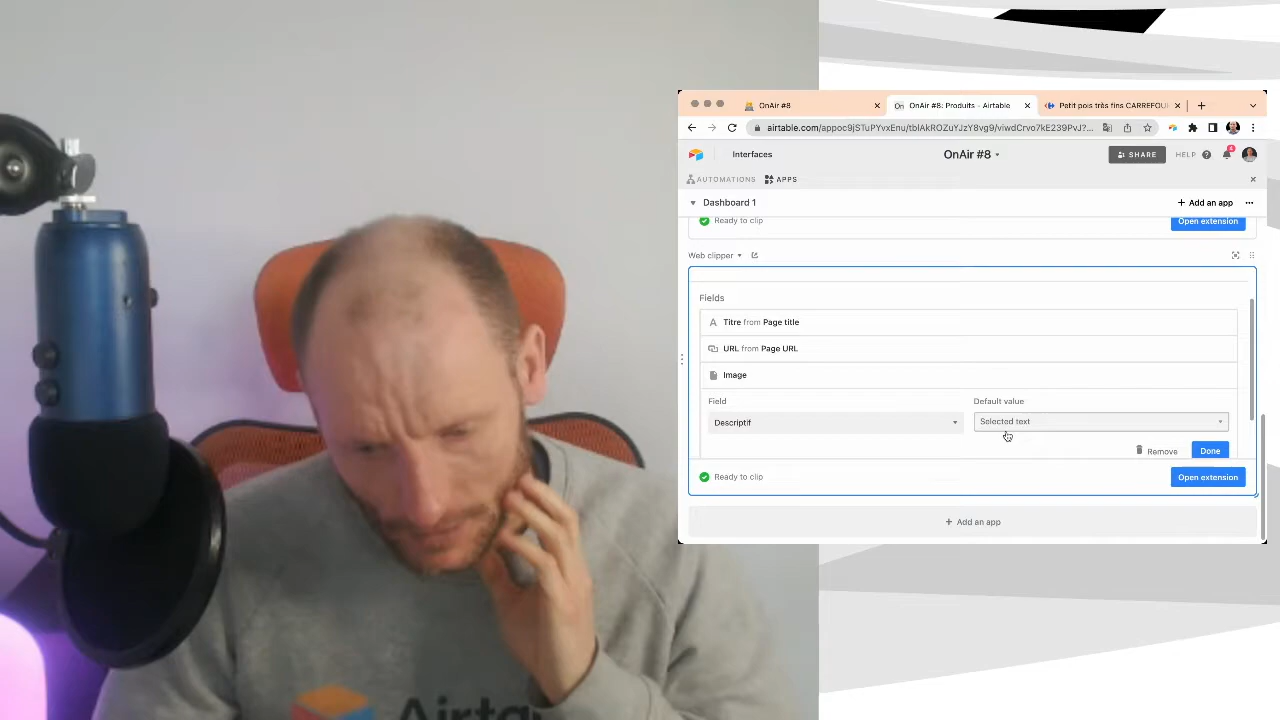 OnAir #8
OnAir #8: Produits - Airtable
Petit pois très fins CARREFOU
airtable.com/appoc9jSTuPYvxEnu/tblAkROZuYJzY8vg9/viwdCrvo7kE239PvJ?...
Interfaces
OnAir #8
SHARE
HELP
AUTOMATIONS
APPS
Dashboard 1
+ Add an app
Ready to clip
Open extension
Web clipper
Fields
Titre from Page title
URL from Page URL
Image
Field
Default value
Descriptif
Selected text
Remove
Done
Ready to clip
Open extension
+ Add an app
Airta